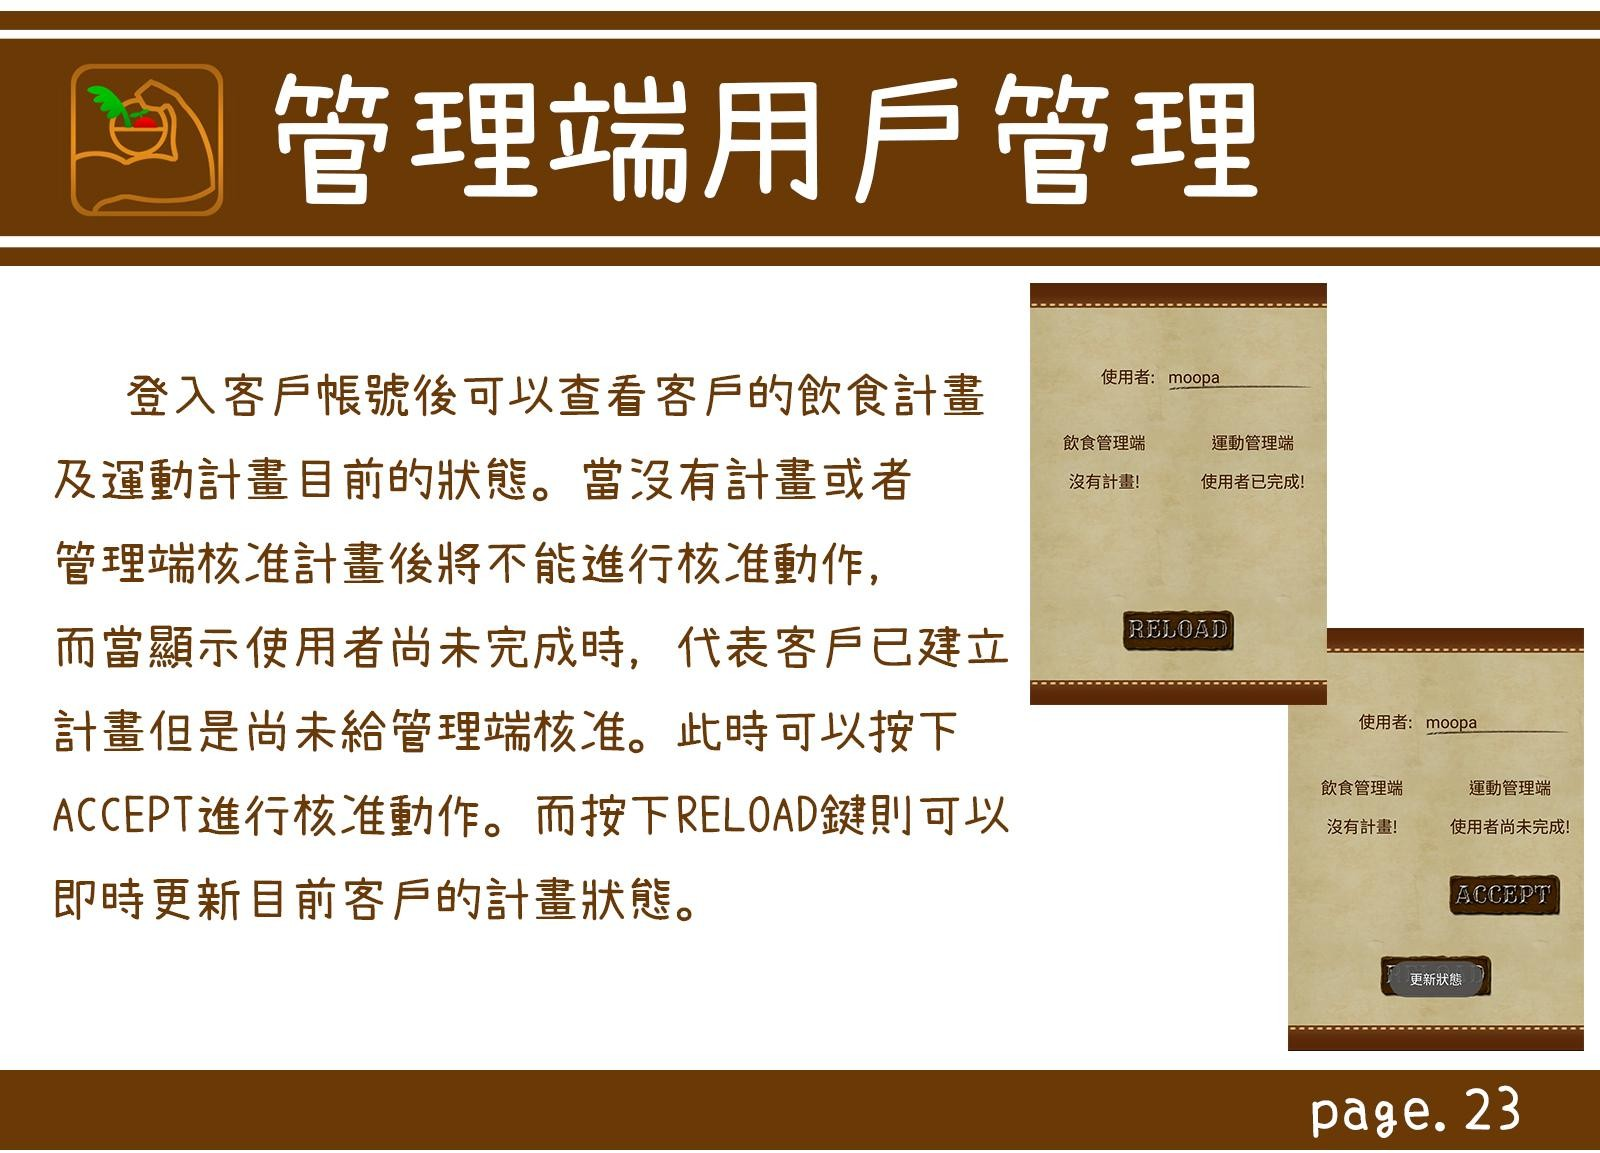 管理端用戶管理
登入客戶帳號後可以查看客戶的飲食計畫
及運動計畫目前的狀態。當沒有計畫或者
管理端核准計畫後將不能進行核准動作，
而當顯示使用者尚未完成時，代表客戶已建立
計畫但是尚未給管理端核准。此時可以按下
ACCEPT進行核准動作。而按下RELOAD鍵則可以
即時更新目前客戶的計畫狀態。
使用者: moopa
飲食管理端 運動管理端
沒有計畫! 使用者已完成!
RELOAD
使用者: moopa
飲食管理端 運動管理端
沒有計畫! 使用者尚未完成!
ACCEPT
更新狀態
page. 23